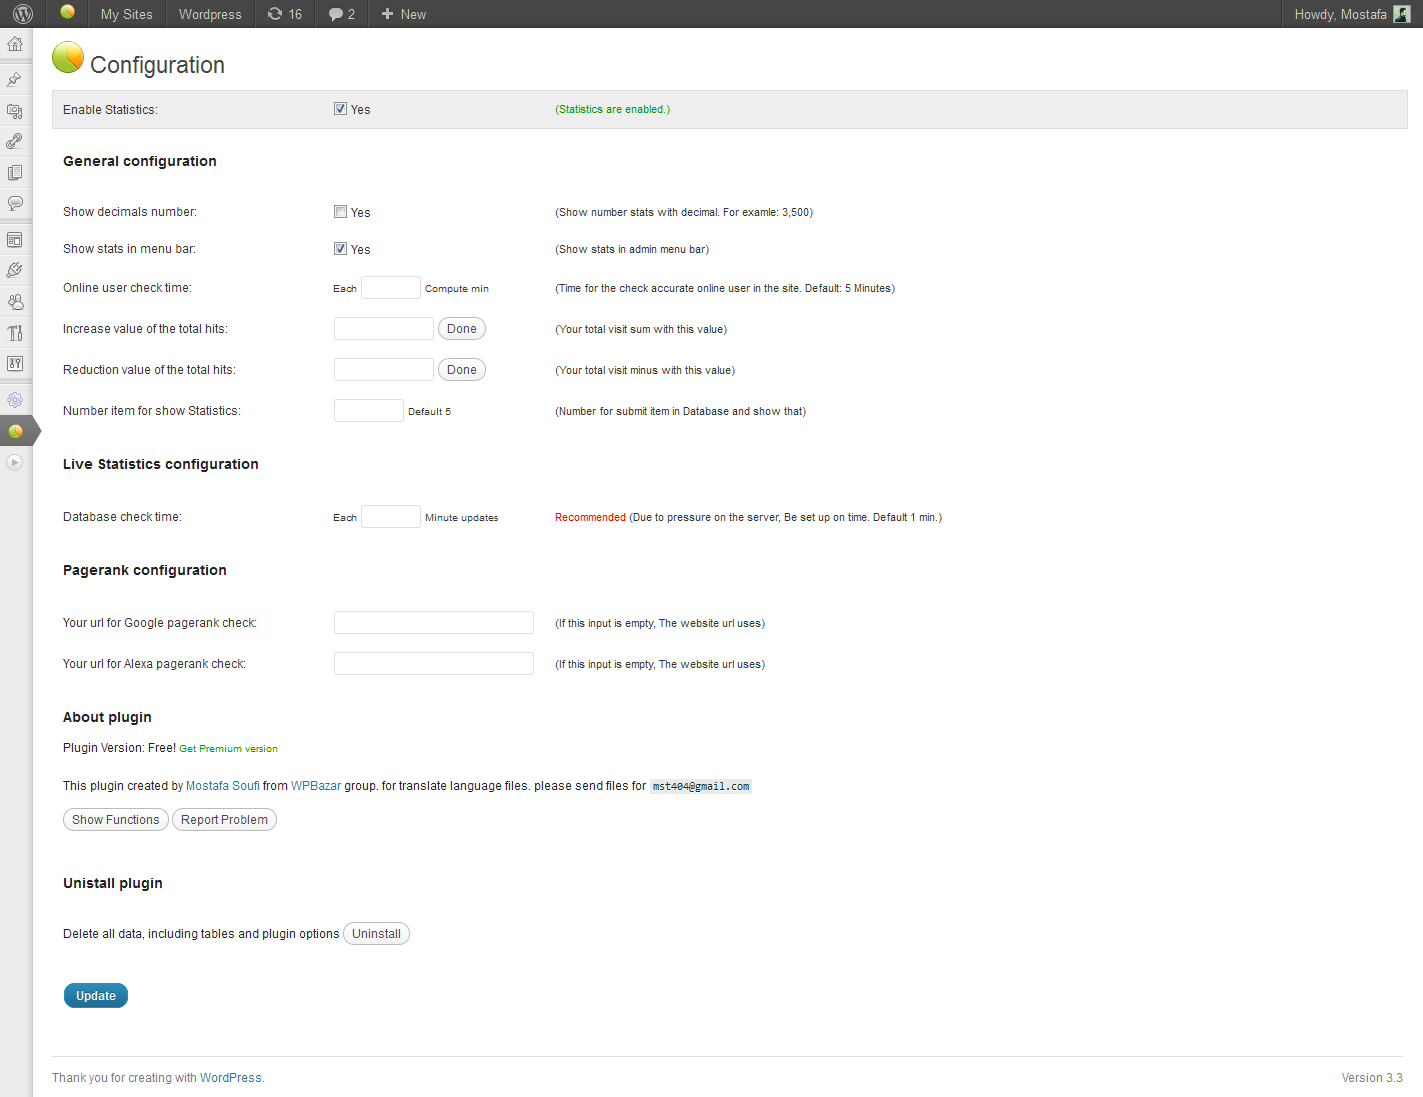 My Sites Wordpress 16 2 + New Howdy, Mostafa
Configuration
Enable Statistics: Yes (Statistics are enabled.)
General configuration
Show decimals number: Yes (Show number stats with decimal. For examle: 3,500)
Show stats in menu bar: Yes (Show stats in admin menu bar)
Online user check time: Each Compute min (Time for the check accurate online user in the site. Default: 5 Minutes)
Increase value of the total hits: Done (Your total visit sum with this value)
Reduction value of the total hits: Done (Your total visit minus with this value)
Number item for show Statistics: Default 5 (Number for submit item in Database and show that)
Live Statistics configuration
Database check time: Each Minute updates Recommended (Due to pressure on the server, Be set up on time. Default 1 min.)
Pagerank configuration
Your url for Google pagerank check: (If this input is empty, The website url uses)
Your url for Alexa pagerank check: (If this input is empty, The website url uses)
About plugin
Plugin Version: Free! Get Premium version
This plugin created by Mostafa Soufi from WPBazar group. for translate language files. please send files for mst404@gmail.com
Show Functions Report Problem
Unistall plugin
Delete all data, including tables and plugin options Uninstall
Update
Thank you for creating with WordPress. Version 3.3